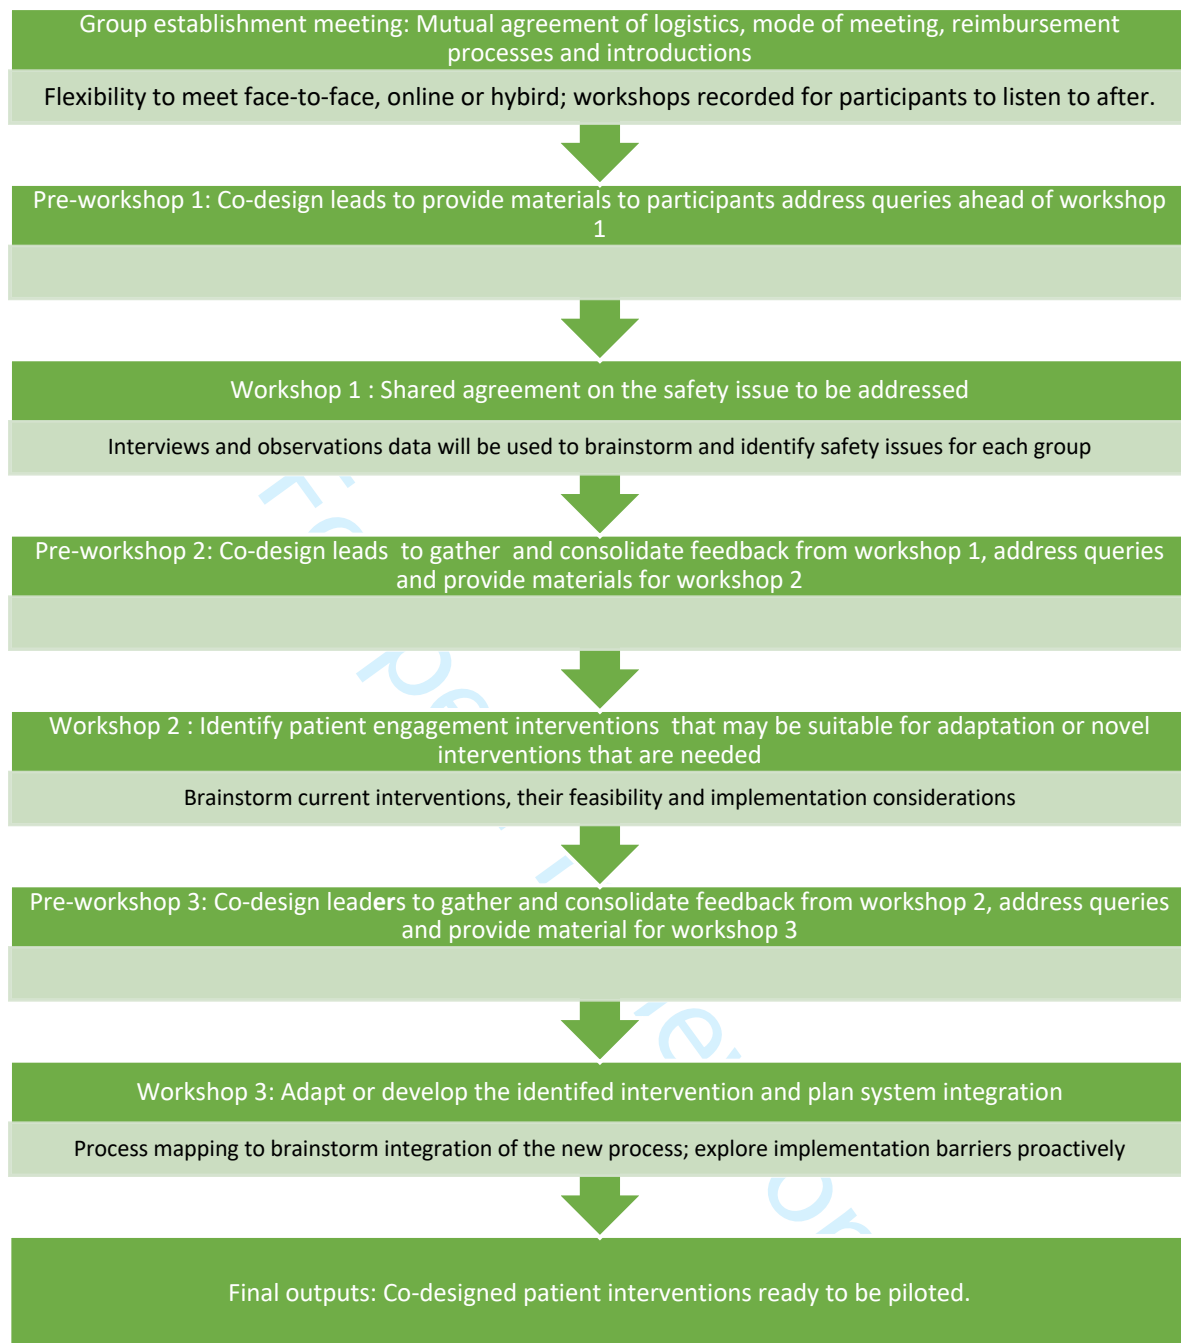 Group establishment meeting: Mutual agreement of logistics, mode of meeting, reimbursement
processes and introductions
Flexibility to meet face-to-face, online or hybird; workshops recorded for participants to listen to after.
Pre-workshop 1: Co-design leads to provide materials to participants address queries ahead of workshop
1
Workshop 1 : Shared agreement on the safety issue to be addressed
Interviews and observations data will be used to brainstorm and identify safety issues for each group
Pre-workshop 2: Co-design leads  to gather  and consolidate feedback from workshop 1, address queries
and provide materials for workshop 2
Workshop 2 : Identify patient engagement interventions  that may be suitable for adaptation or novel
interventions that are needed
Brainstorm current interventions, their feasibility and implementation considerations
Pre-workshop 3: Co-design leaders to gather and consolidate feedback from workshop 2, address queries
and provide material for workshop 3
Workshop 3: Adapt or develop the identifed intervention and plan system integration
Process mapping to brainstorm integration of the new process; explore implementation barriers proactively
Final outputs: Co-designed patient interventions ready to be piloted.